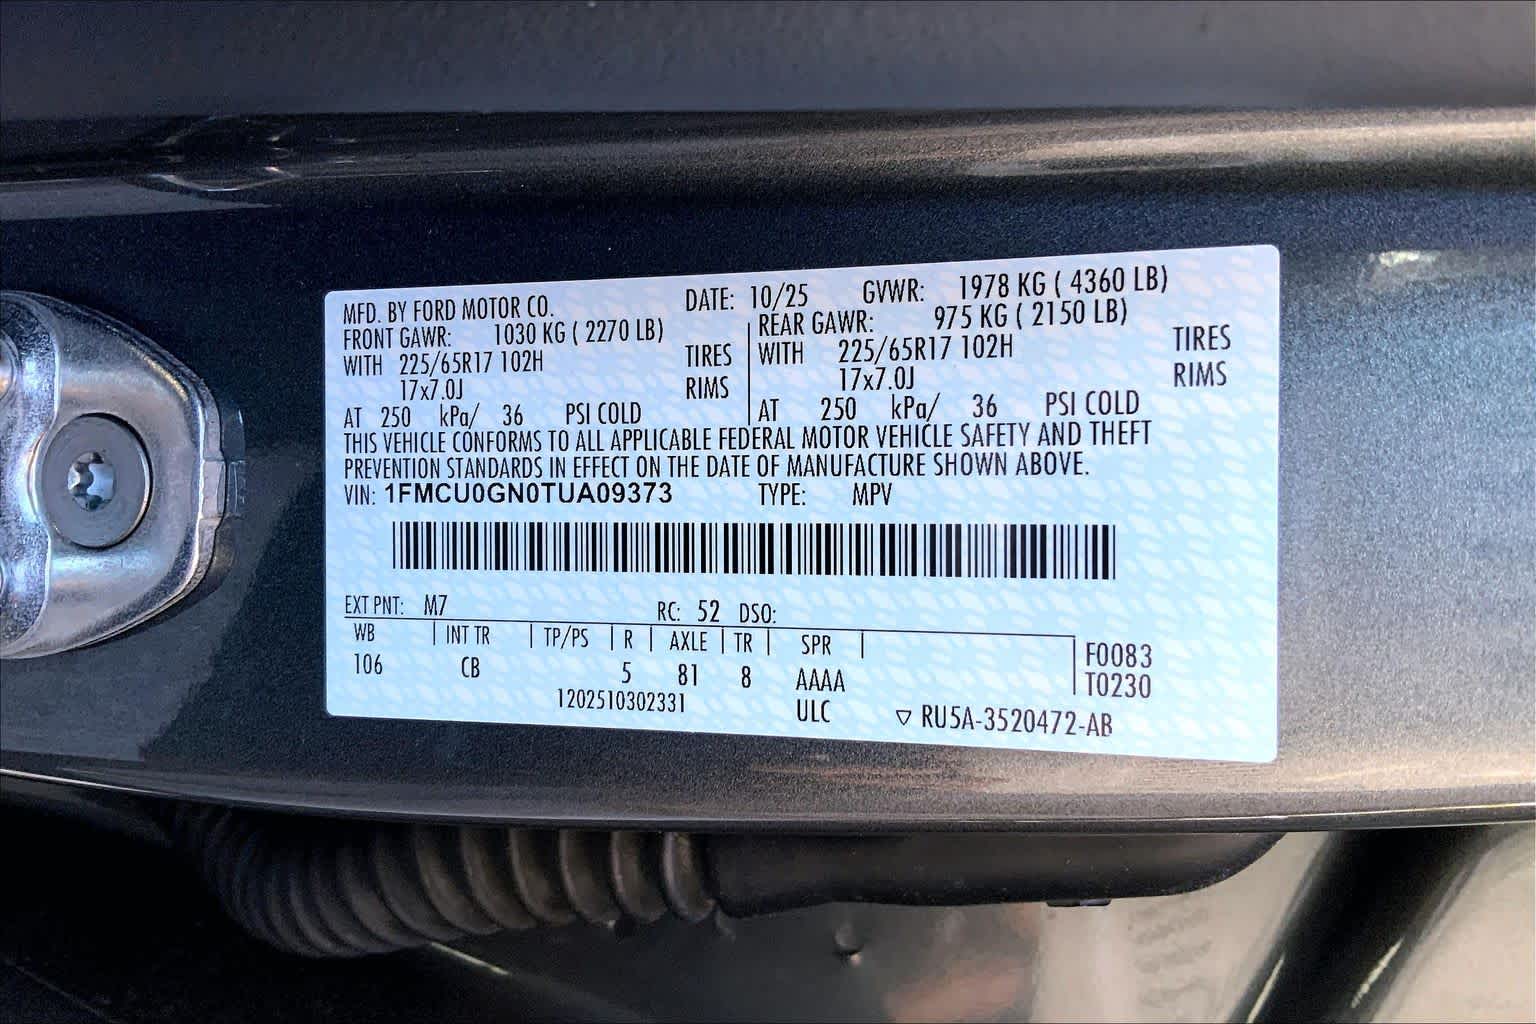 MFD. BY FORD MOTOR CO. DATE: 10/25 GVWR: 1978 KG ( 4360 LB)
FRONT GAWR: 1030 KG ( 2270 LB) REAR GAWR: 975 KG ( 2150 LB)
WITH 225/65R17 102H TIRES WITH 225/65R17 102H TIRES
17x7.0J RIMS 17x7.0J RIMS
AT 250 kPa/ 36 PSI COLD AT 250 kPa/ 36 PSI COLD
THIS VEHICLE CONFORMS TO ALL APPLICABLE FEDERAL MOTOR VEHICLE SAFETY AND THEFT
PREVENTION STANDARDS IN EFFECT ON THE DATE OF MANUFACTURE SHOWN ABOVE.
VIN: 1FMCU0GN0TUA09373 TYPE: MPV
EXT PNT: M7 RC: 52 DSO:
WB INT TR TP/PS R AXLE TR SPR F0083
106 CB 5 81 8 AAAA T0230
1202510302331 ULC ▽ RU5A-3520472-AB